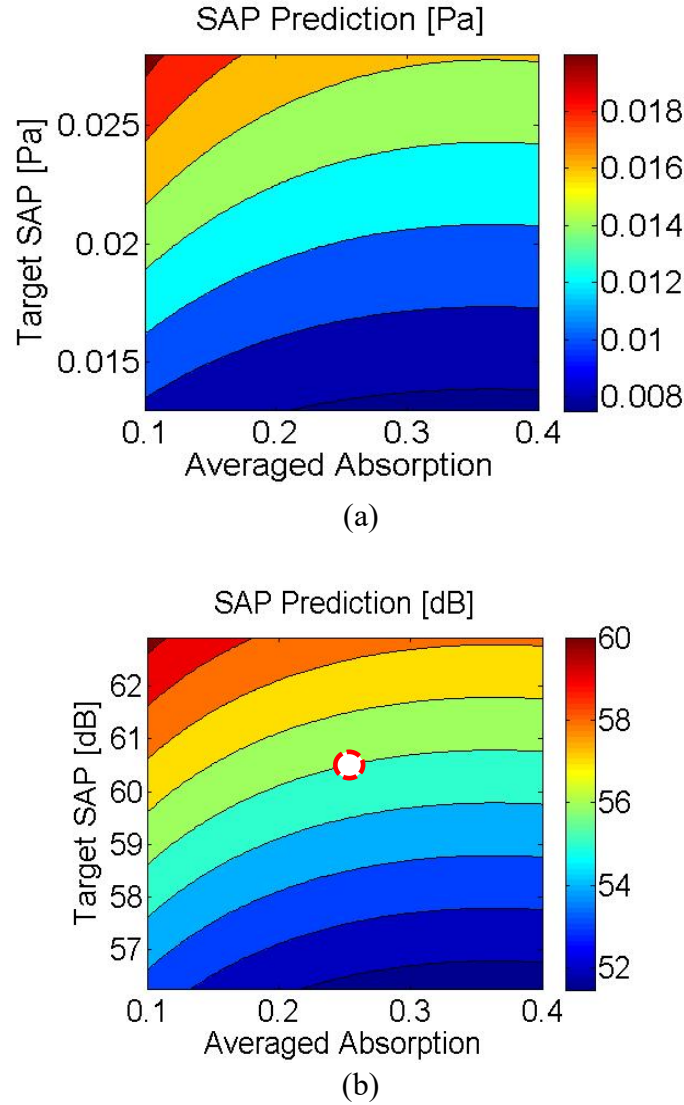 SAP Prediction [Pa]
Target SAP [Pa]
0.025
0.02
0.015
0.1 0.2 0.3 0.4
Averaged Absorption
0.018
0.016
0.014
0.012
0.01
0.008
(a)
SAP Prediction [dB]
Target SAP [dB]
62
61
60
59
58
57
0.1 0.2 0.3 0.4
Averaged Absorption
60
58
56
54
52
(b)